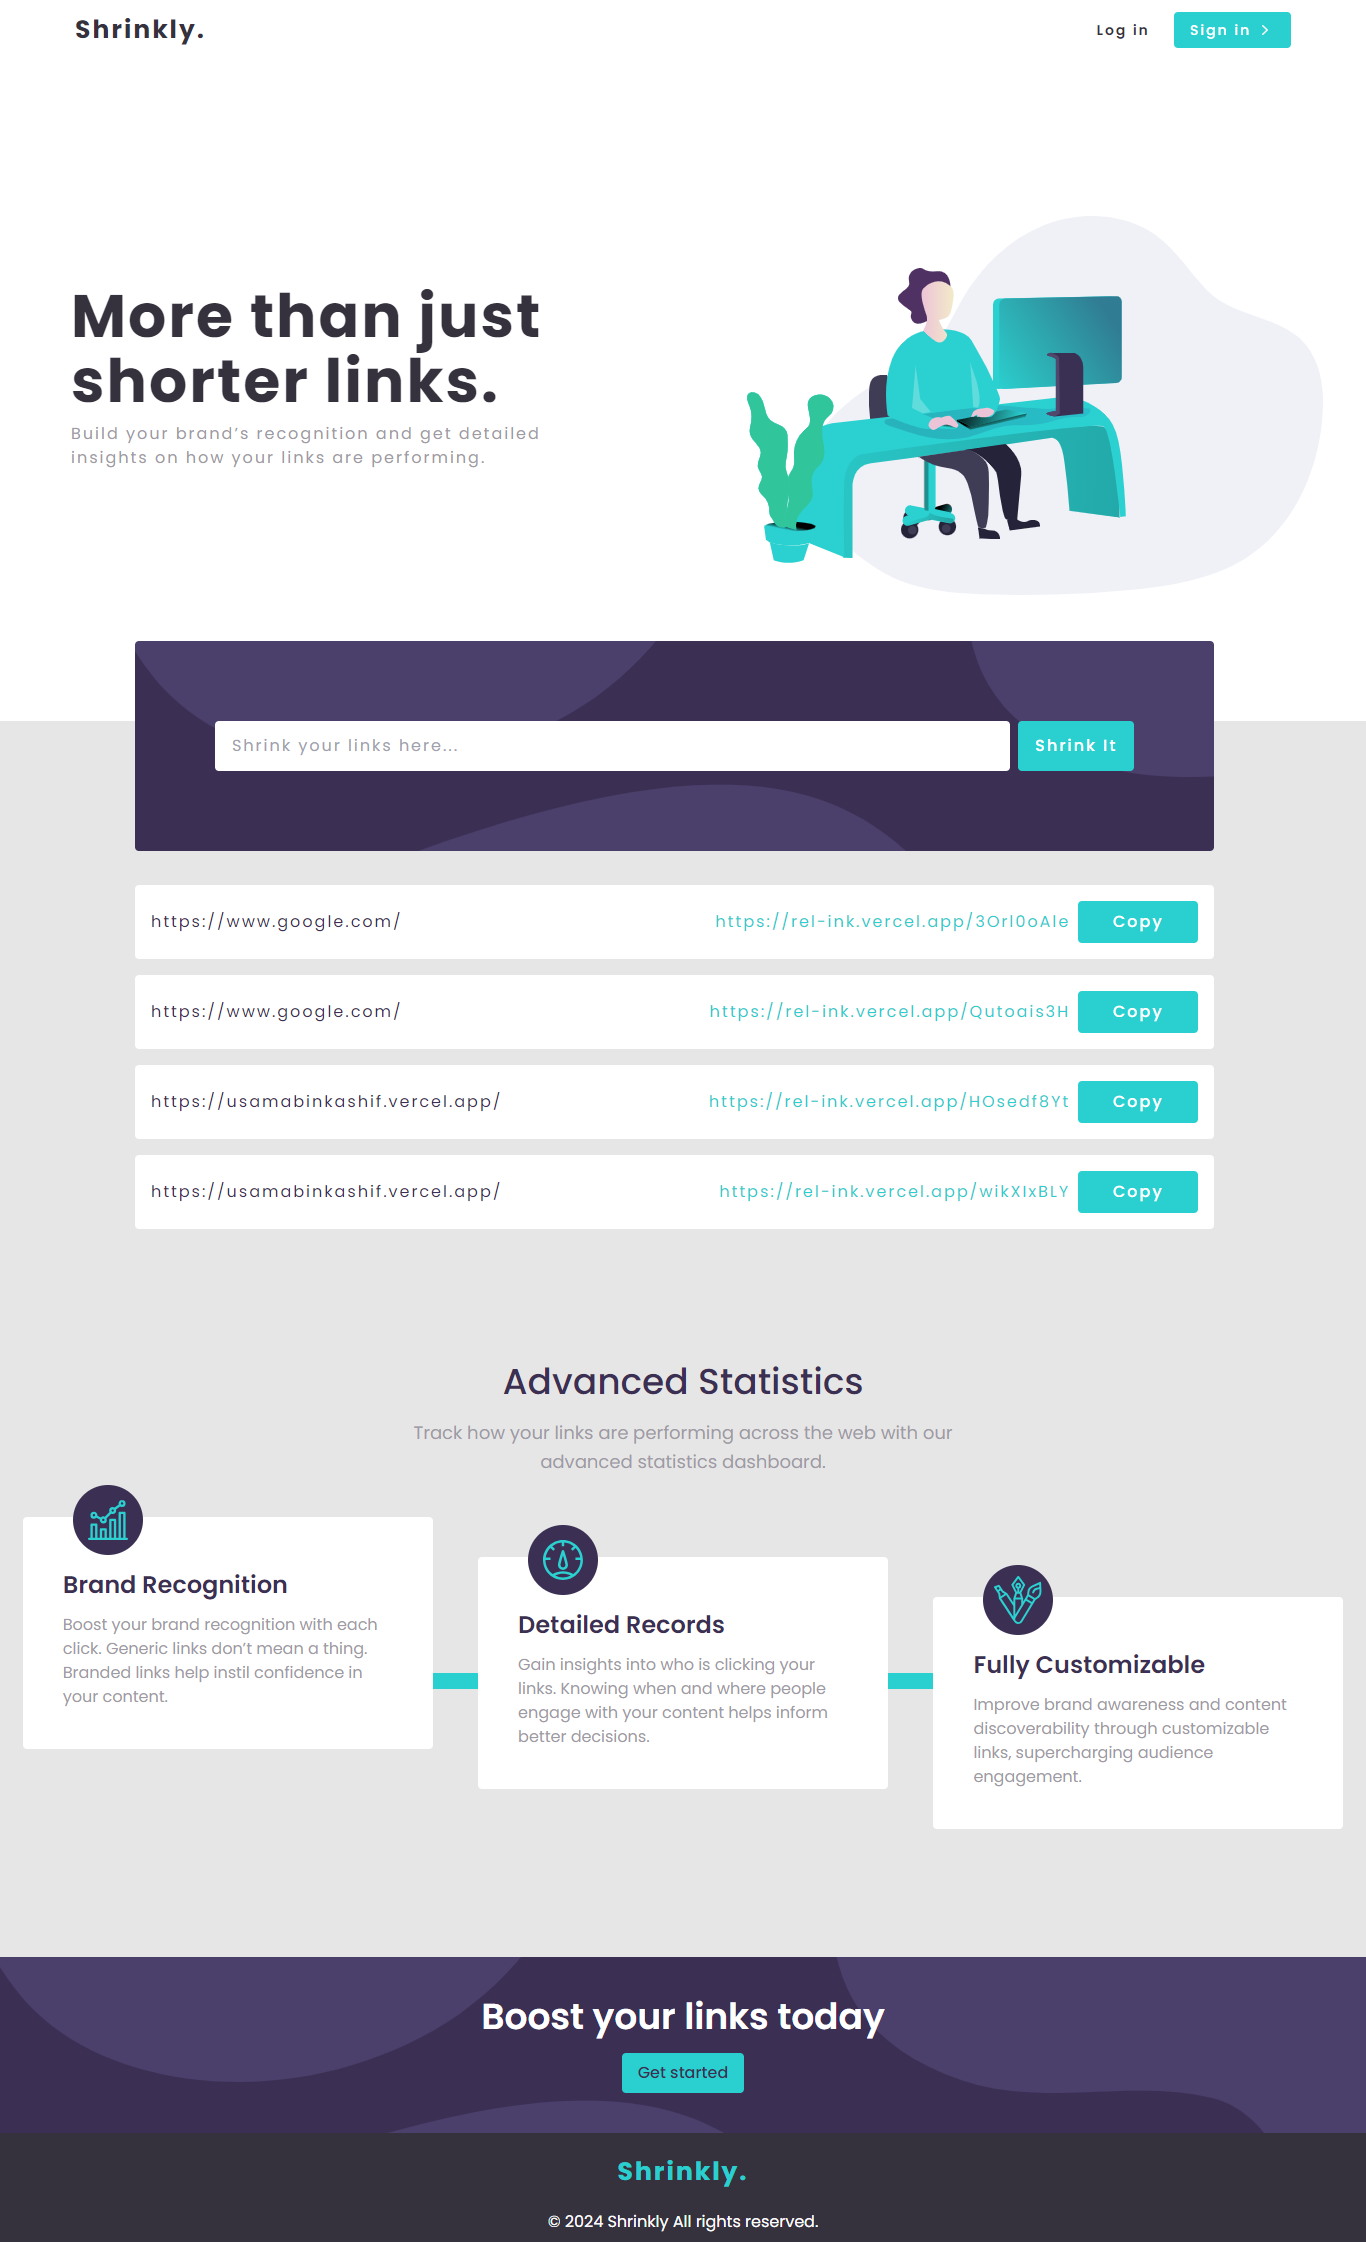 Shrinkly.
Log in
Sign in
More than just
shorter links.
Build your brand’s recognition and get detailed
insights on how your links are performing.
Shrink your links here...
Shrink It
https://www.google.com/
https://rel-ink.vercel.app/3Orl0oAle
Copy
https://www.google.com/
https://rel-ink.vercel.app/Qutoais3H
Copy
https://usamabinkashif.vercel.app/
https://rel-ink.vercel.app/HOsedf8Yt
Copy
https://usamabinkashif.vercel.app/
https://rel-ink.vercel.app/wikXIxBLY
Copy
Advanced Statistics
Track how your links are performing across the web with our
advanced statistics dashboard.
Brand Recognition
Boost your brand recognition with each
click. Generic links don’t mean a thing.
Branded links help instil confidence in
your content.
Detailed Records
Gain insights into who is clicking your
links. Knowing when and where people
engage with your content helps inform
better decisions.
Fully Customizable
Improve brand awareness and content
discoverability through customizable
links, supercharging audience
engagement.
Boost your links today
Get started
Shrinkly.
© 2024 Shrinkly All rights reserved.